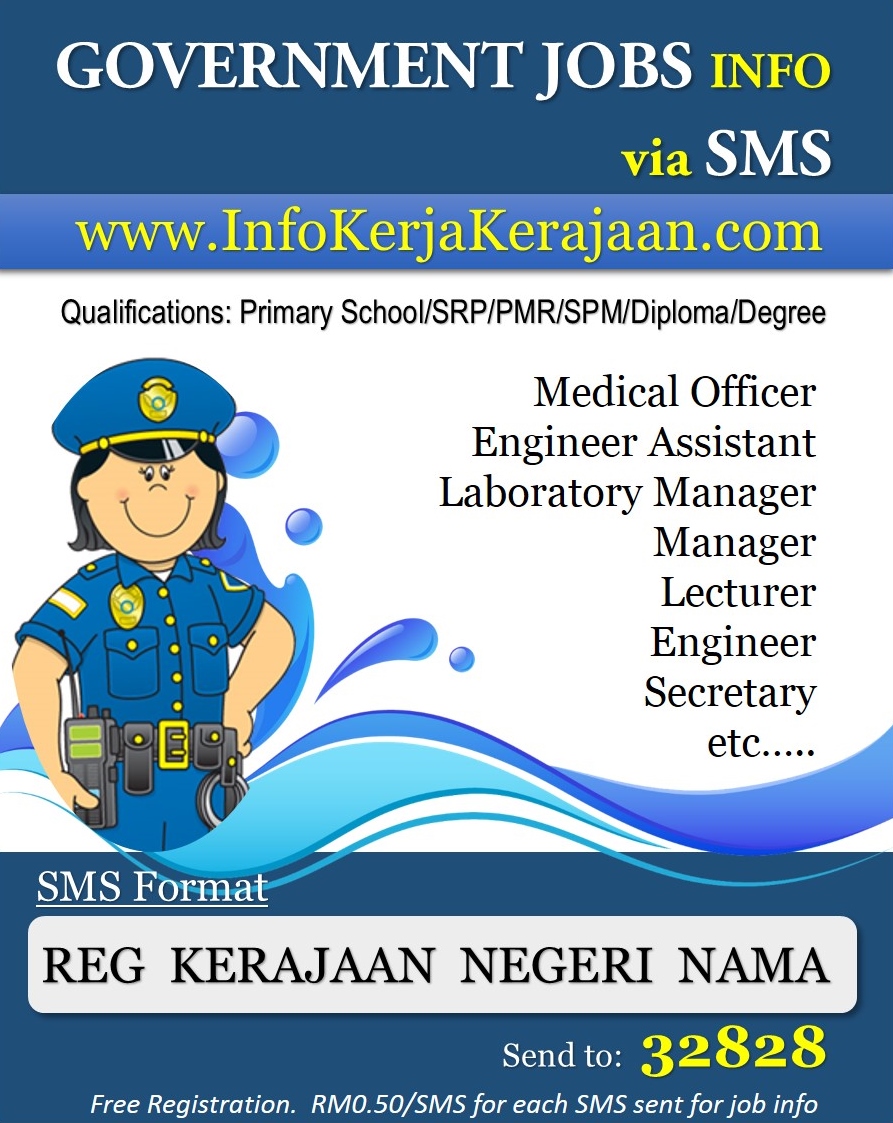 GOVERNMENT JOBS INFO
via SMS
www.InfoKerjaKerajaan.com
Qualifications: Primary School/SRP/PMR/SPM/Diploma/Degree
Medical Officer
Engineer Assistant
Laboratory Manager
Manager
Lecturer
Engineer
Secretary
etc.....
SMS Format
REG KERAJAAN NEGERI NAMA
Send to: 32828
Free Registration. RM0.50/SMS for each SMS sent for job info